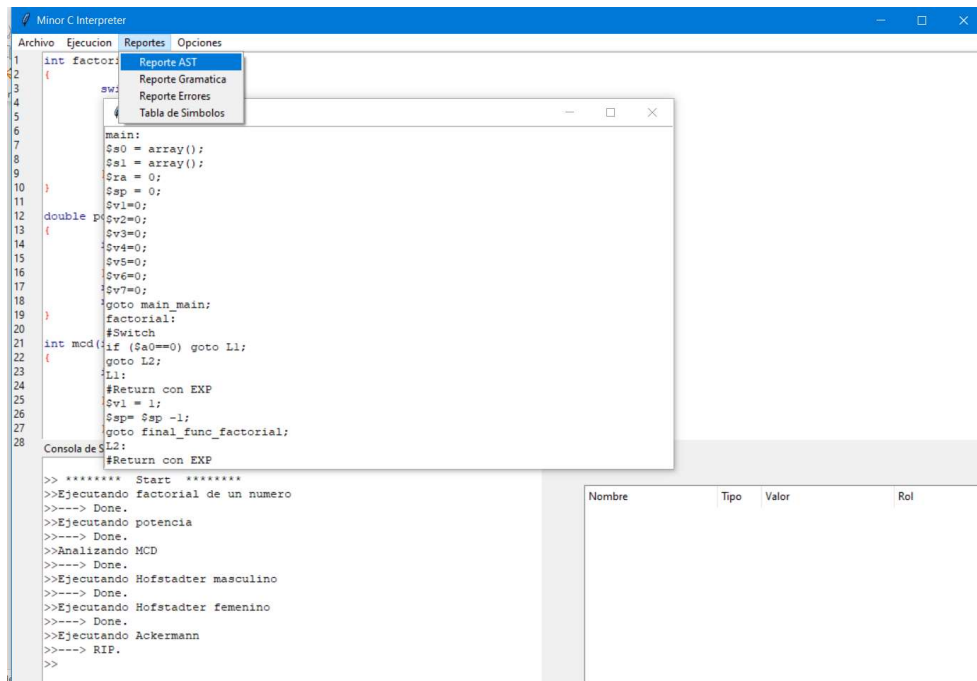 Minor C Interpreter
Archivo Ejecucion Reportes Opciones
Reporte AST
Reporte Gramatica
Reporte Errores
Tabla de Simbolos
1 int factori
2 {
3 swi
4
5
6
7
8
9
10 }
11
12 double po
13 {
14
15
16
17
18
19 }
20
21 int mcd(
22 {
23
24
25
26
27
28
main:
$s0 = array();
$s1 = array();
$ra = 0;
$sp = 0;
$v1=0;
$v2=0;
$v3=0;
$v4=0;
$v5=0;
$v6=0;
$v7=0;
goto main_main;
factorial:
#Switch
if ($a0==0) goto L1;
goto L2;
L1:
#Return con EXP
$v1 = 1;
$sp= $sp -1;
goto final_func_factorial;
L2:
#Return con EXP
Consola de S
>> ******** Start ********
>>Ejecutando factorial de un numero
>>---> Done.
>>Ejecutando potencia
>>---> Done.
>>Analizando MCD
>>---> Done.
>>Ejecutando Hofstadter masculino
>>---> Done.
>>Ejecutando Hofstadter femenino
>>---> Done.
>>Ejecutando Ackermann
>>---> RIP.
>>
Nombre Tipo Valor Rol